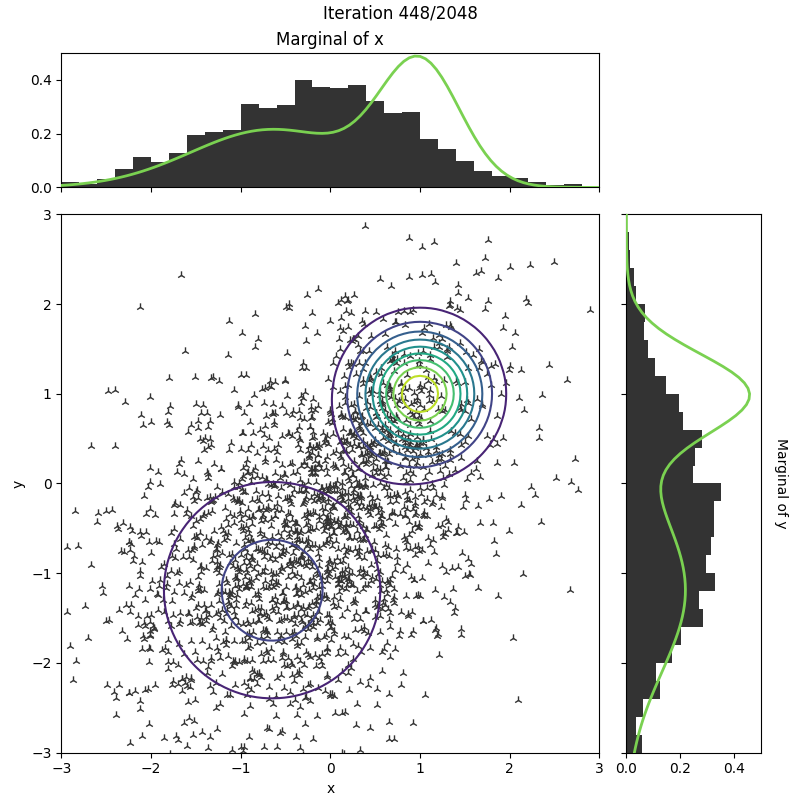 Iteration 448/2048
Marginal of x
0.4
0.2
0.0
3
2
1
0
−1
−2
−3
y
−3 −2 −1 0 1 2 3
x
0.0 0.2 0.4
Marginal of y